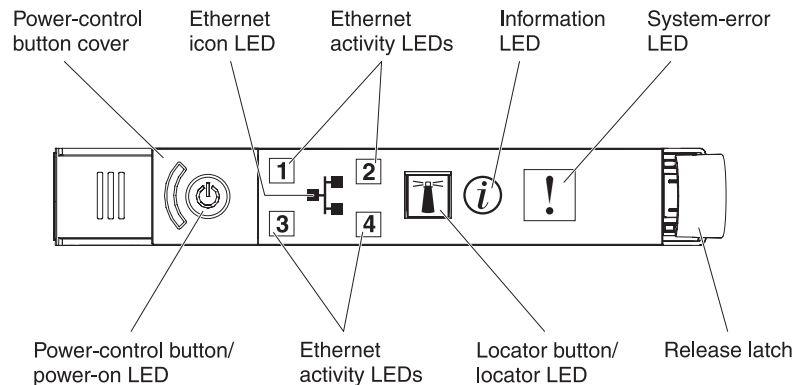 Power-control
button cover
Ethernet
icon LED
Ethernet
activity LEDs
Information
LED
System-error
LED
1
2
i
!
3
4
Power-control button/
power-on LED
Ethernet
activity LEDs
Locator button/
locator LED
Release latch